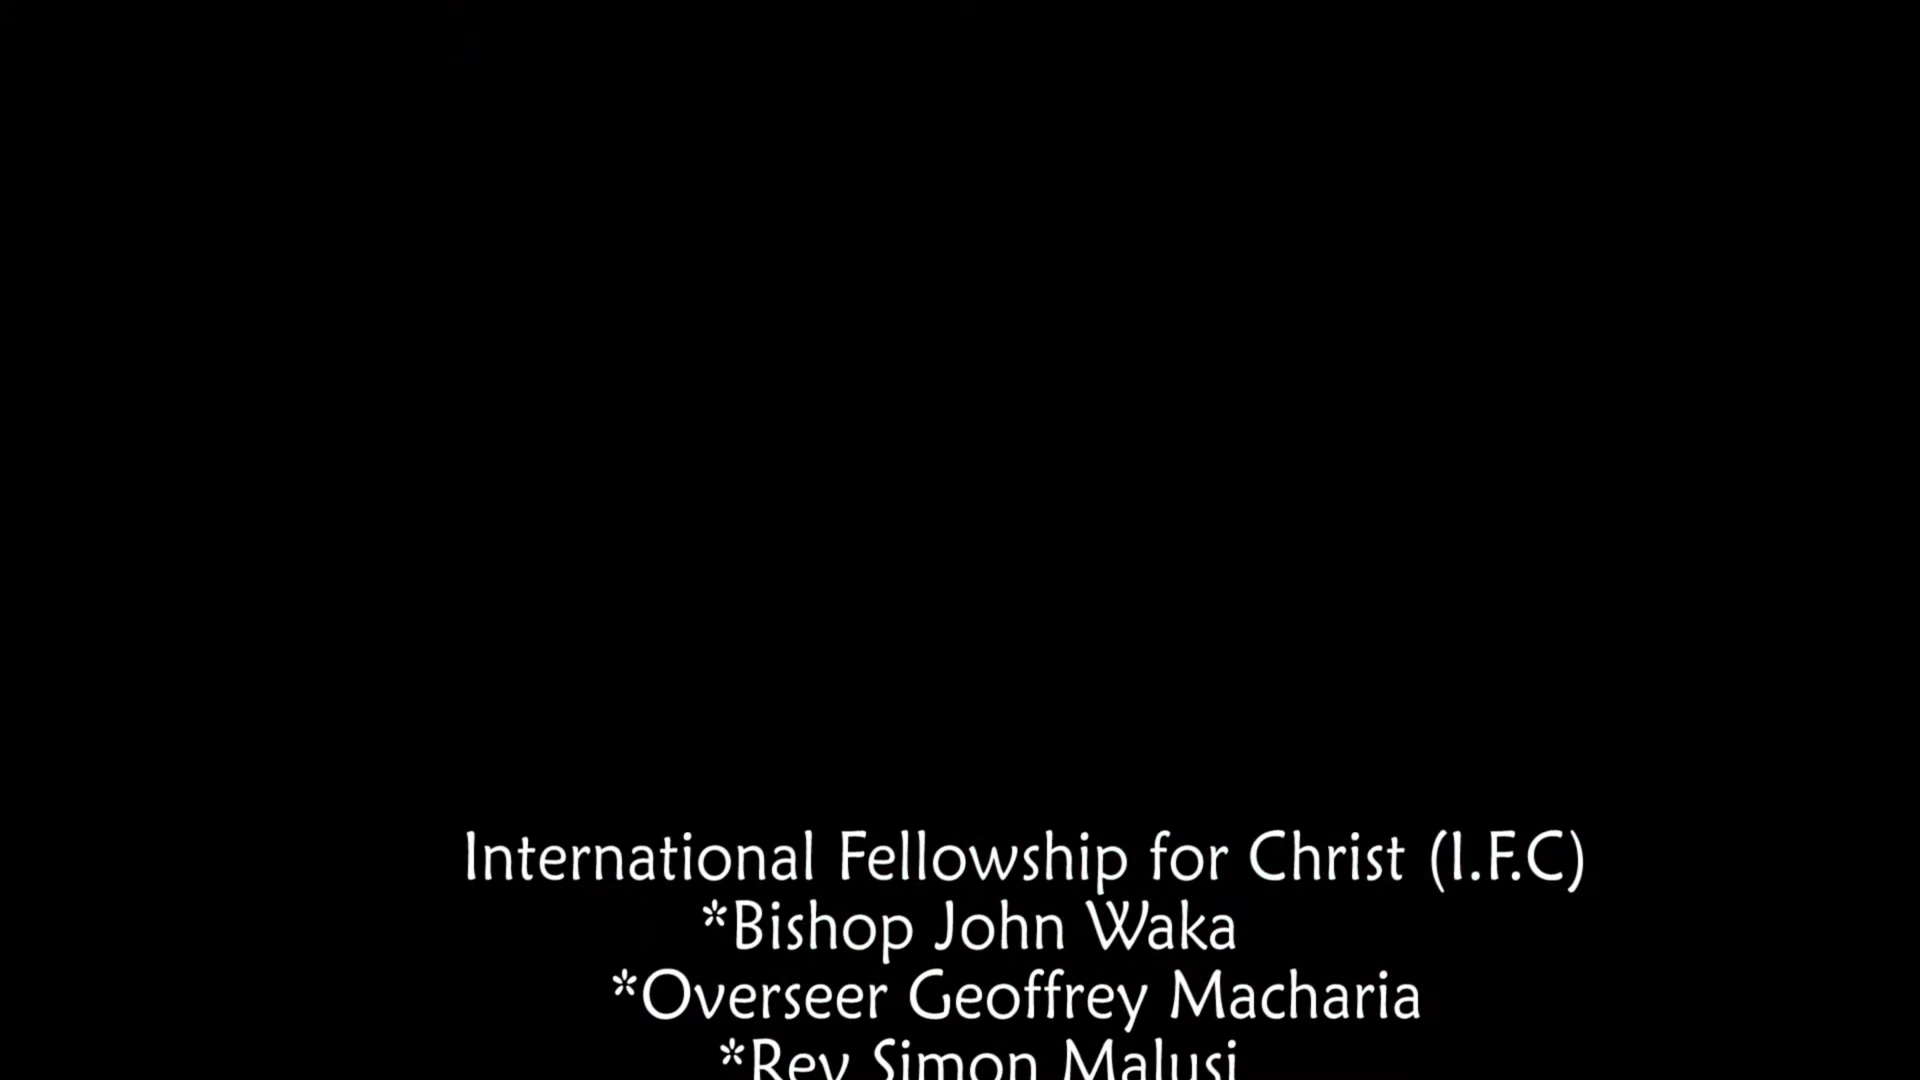 International Fellowship for Christ (I.F.C)
*Bishop John Waka
*Overseer Geoffrey Macharia
*Rev Simon Malusi